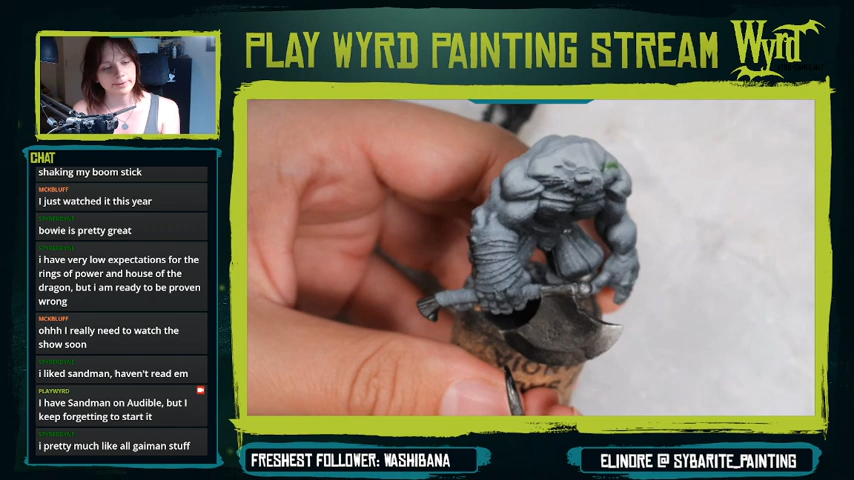 PLAY WYRD PAINTING STREAM
Wyrd
CHAT
shaking my boom stick
MCKBLUFF
I just watched it this year
bowie is pretty great
i have very low expectations for the
rings of power and house of the
dragon, but i am ready to be proven
wrong
MCKBLUFF
ohhh I really need to watch the
show soon
i liked sandman, haven't read em
PLAYWYRD
I have Sandman on Audible, but I
keep forgetting to start it
i pretty much like all gaiman stuff
FRESHEST FOLLOWER: WASHIBANA
ELINORE @ SYBARITE_PAINTING